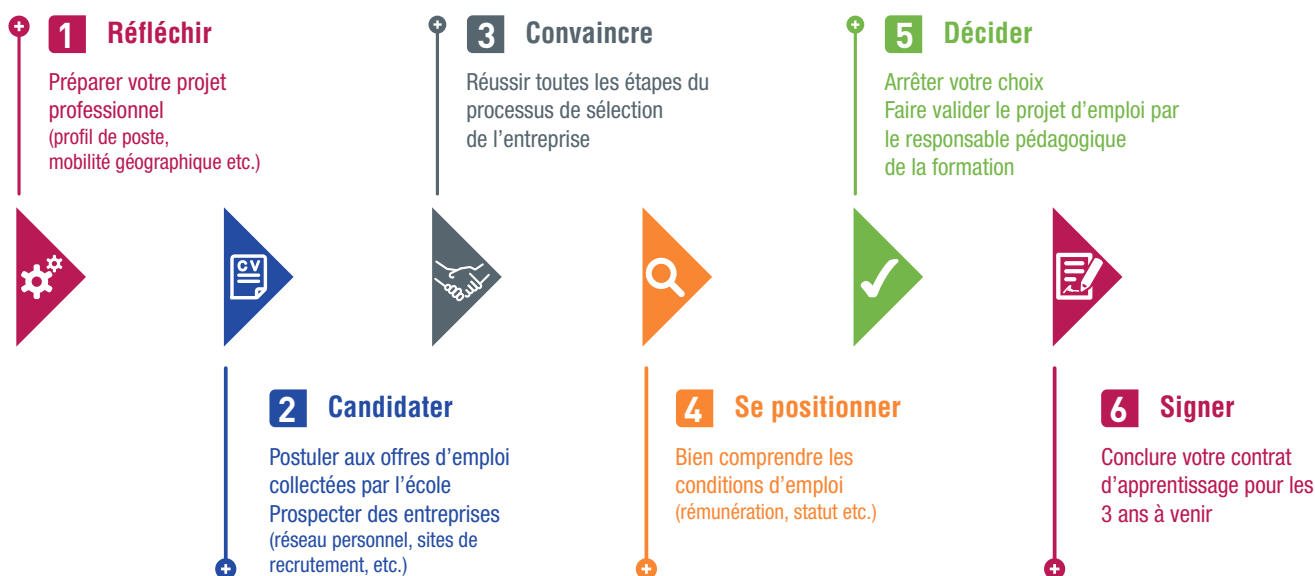 1 Réfléchir
Préparer votre projet
professionnel
(profil de poste,
mobilité géographique etc.)
CV
2 Candidater
Postuler aux offres d'emploi
collectées par l'école
Prospecter des entreprises
(réseau personnel, sites de
recrutement, etc.)
3 Convaincre
Réussir toutes les étapes du
processus de sélection
de l'entreprise
4 Se positionner
Bien comprendre les
conditions d'emploi
(rémunération, statut etc.)
5 Décider
Arrêter votre choix
Faire valider le projet d'emploi par
le responsable pédagogique
de la formation
6 Signer
Conclure votre contrat
d'apprentissage pour les
3 ans à venir